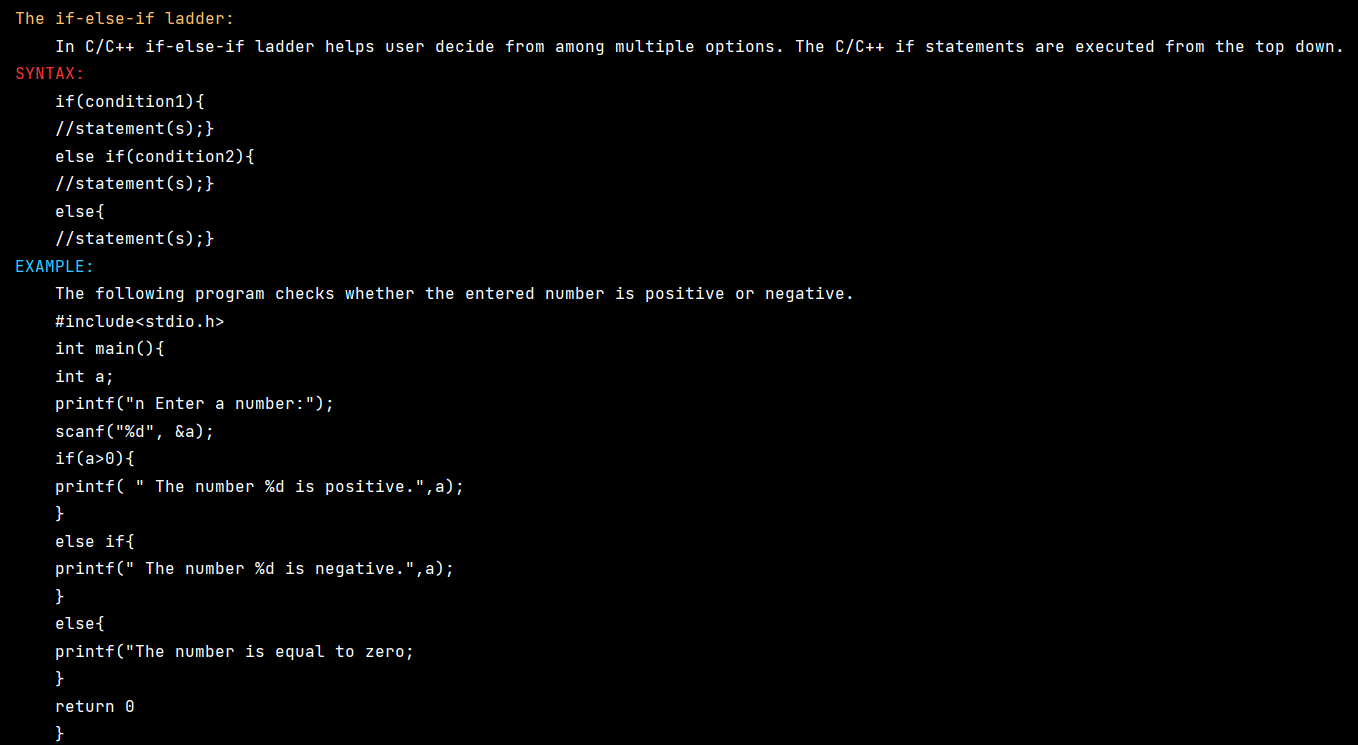 The if-else-if ladder:
In C/C++ if-else-if ladder helps user decide from among multiple options. The C/C++ if statements are executed from the top down.
SYNTAX:
if(condition1){
//statement(s);}
else if(condition2){
//statement(s);}
else{
//statement(s);}
EXAMPLE:
The following program checks whether the entered number is positive or negative.
#include<stdio.h>
int main(){
int a;
printf("n Enter a number:");
scanf("%d", &a);
if(a>0){
printf( " The number %d is positive.",a);
}
else if{
printf(" The number %d is negative.",a);
}
else{
printf("The number is equal to zero;
}
return 0
}